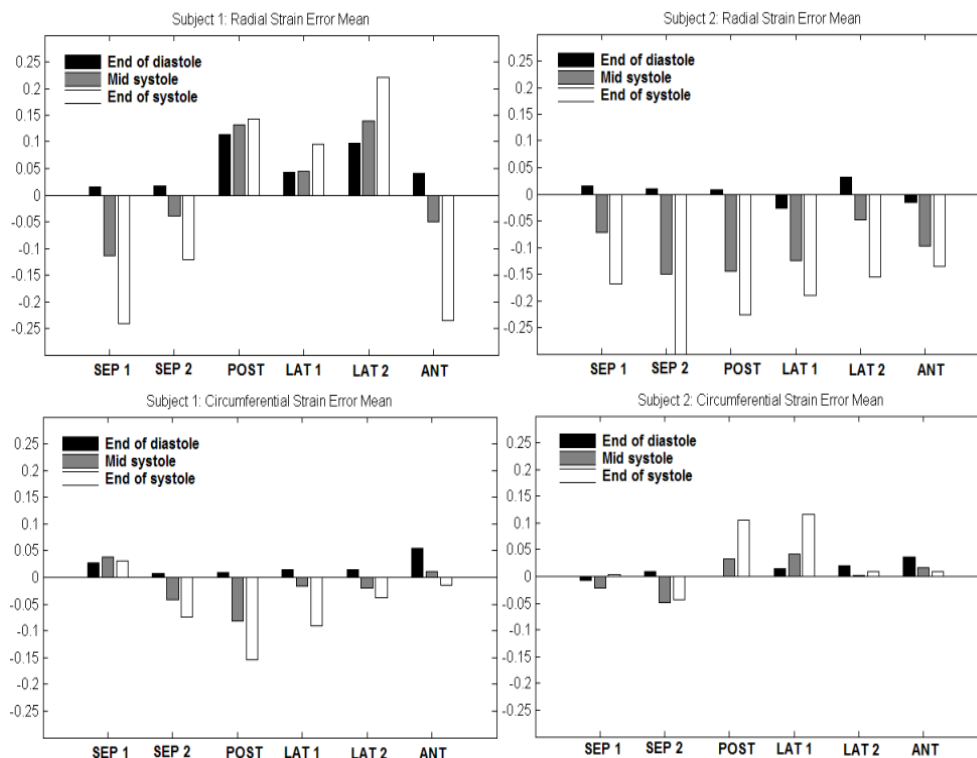 Subject 1: Radial Strain Error Mean
End of diastole
Mid systole
End of systole
0.25
0.2
0.15
0.1
0.05
0
-0.05
-0.1
-0.15
-0.2
-0.25
SEP 1 SEP 2 POST LAT 1 LAT 2 ANT
Subject 2: Radial Strain Error Mean
End of diastole
Mid systole
End of systole
0.25
0.2
0.15
0.1
0.05
0
-0.05
-0.1
-0.15
-0.2
-0.25
SEP 1 SEP 2 POST LAT 1 LAT 2 ANT
Subject 1: Circumferential Strain Error Mean
End of diastole
Mid systole
End of systole
0.25
0.2
0.15
0.1
0.05
0
-0.05
-0.1
-0.15
-0.2
-0.25
SEP 1 SEP 2 POST LAT 1 LAT 2 ANT
Subject 2: Circumferential Strain Error Mean
End of diastole
Mid systole
End of systole
0.25
0.2
0.15
0.1
0.05
0
-0.05
-0.1
-0.15
-0.2
-0.25
SEP 1 SEP 2 POST LAT 1 LAT 2 ANT